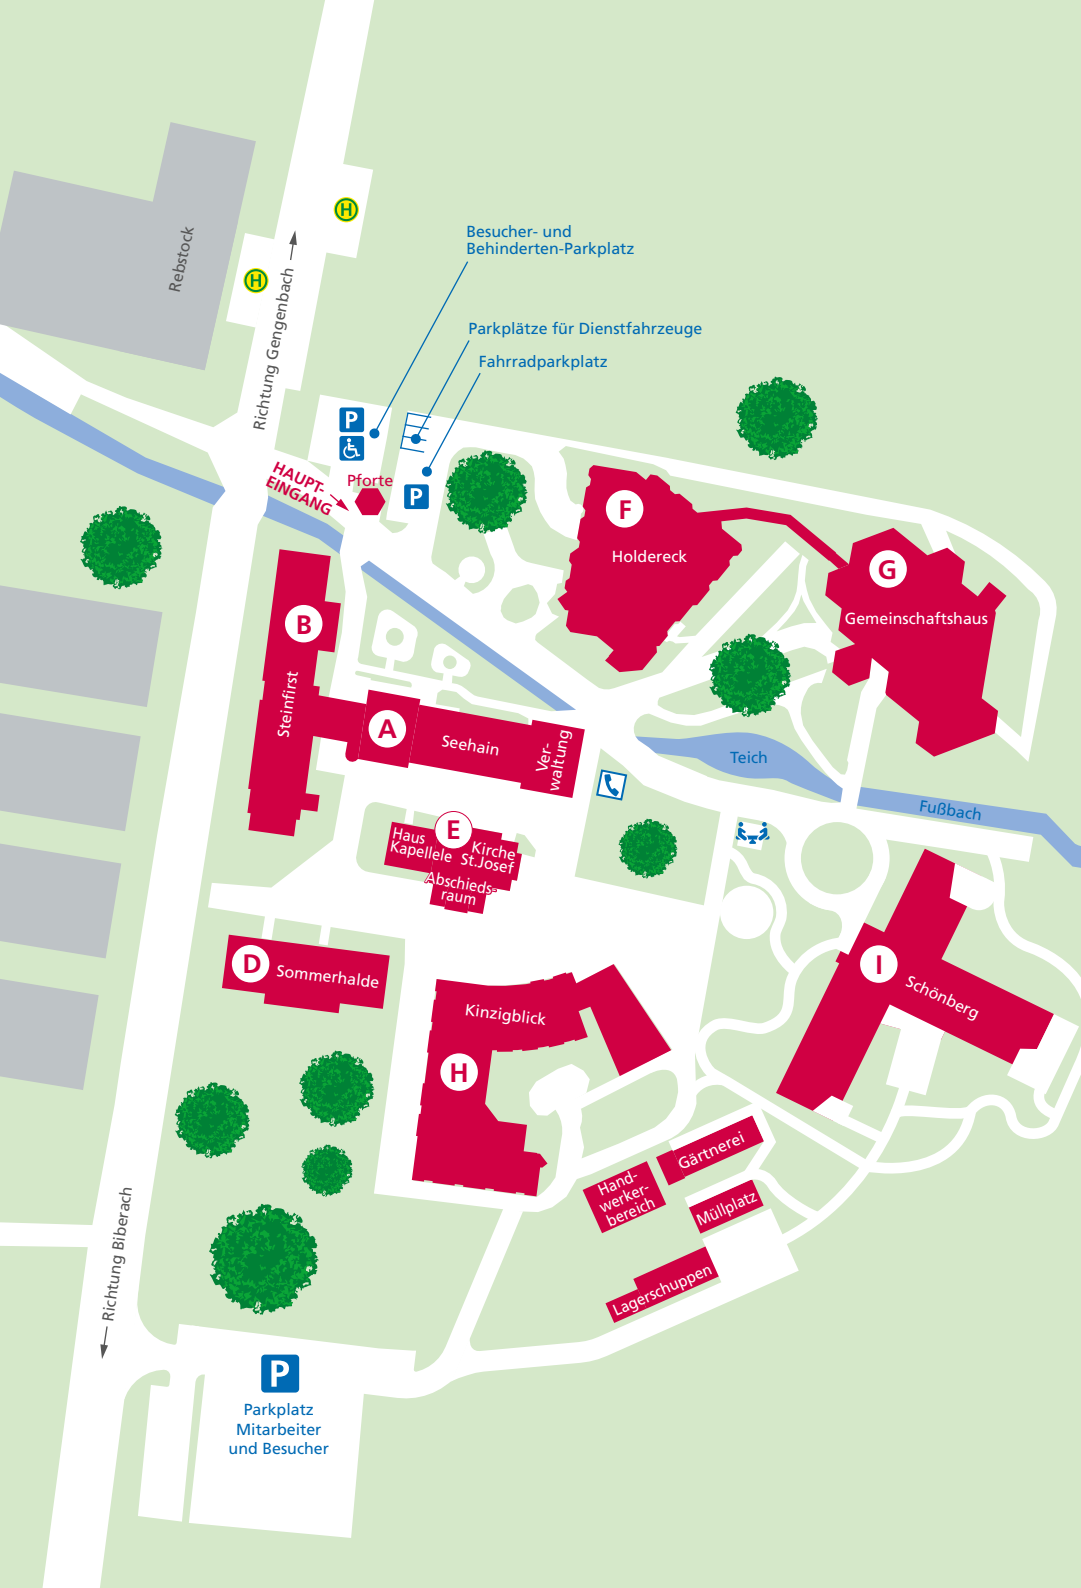 H
Rebstock
H
Richtung Gengenbach
Besucher- und
Behinderten-Parkplatz
Parkplätze für Dienstfahrzeuge
Fahrradparkplatz
P
HAUPT-
EINGANG
Pforte
P
F
Holdereck
G
Gemeinschaftshaus
B
Steinfirst
A
Seehain
Ver-
waltung
Teich
Fußbach
E
Haus
Kapellele
Kirche
St.Josef
Abschieds-
raum
D
Sommerhalde
I
Schönberg
Kinzigblick
H
Gärtnerei
Hand-
werker-
bereich
Müllplatz
Lagerschuppen
Richtung Biberach
P
Parkplatz
Mitarbeiter
und Besucher